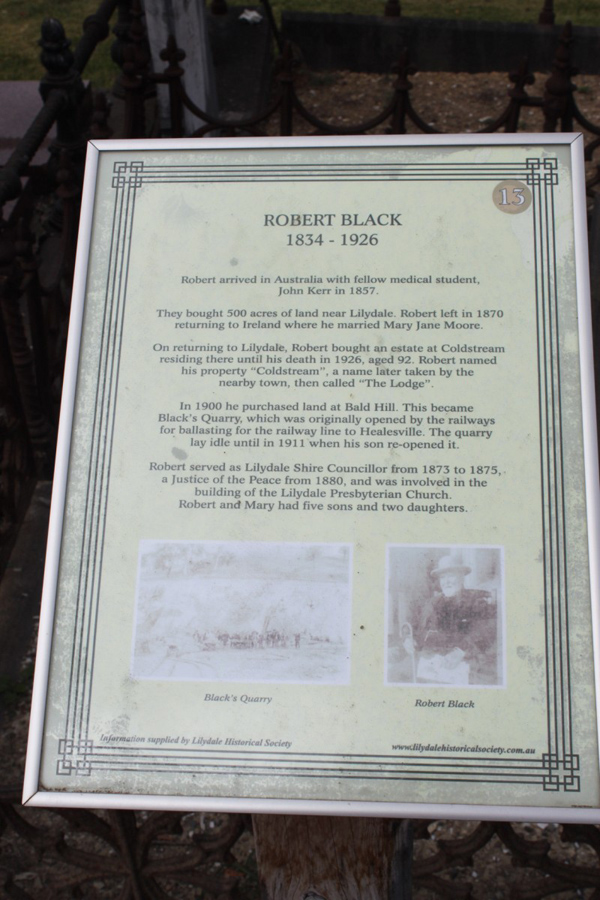 13
ROBERT BLACK
1834 - 1926
Robert arrived in Australia with fellow medical student,
John Kerr in 1857.
They bought 500 acres of land near Lilydale. Robert left in 1870
returning to Ireland where he married Mary Jane Moore.
On returning to Lilydale, Robert bought an estate at Coldstream
residing there until his death in 1926, aged 92. Robert named
his property "Coldstream", a name later taken by the
nearby town, then called "The Lodge".
In 1900 he purchased land at Bald Hill. This became
Black's Quarry, which was originally opened by the railways
for ballasting for the railway line to Healesville. The quarry
lay idle until in 1911 when his son re-opened it.
Robert served as Lilydale Shire Councillor from 1873 to 1875,
a Justice of the Peace from 1880, and was involved in the
building of the Lilydale Presbyterian Church.
Robert and Mary had five sons and two daughters.
Black's Quarry
Robert Black
Information supplied by Lilydale Historical Society
www.lilydalehistoricalsociety.com.au